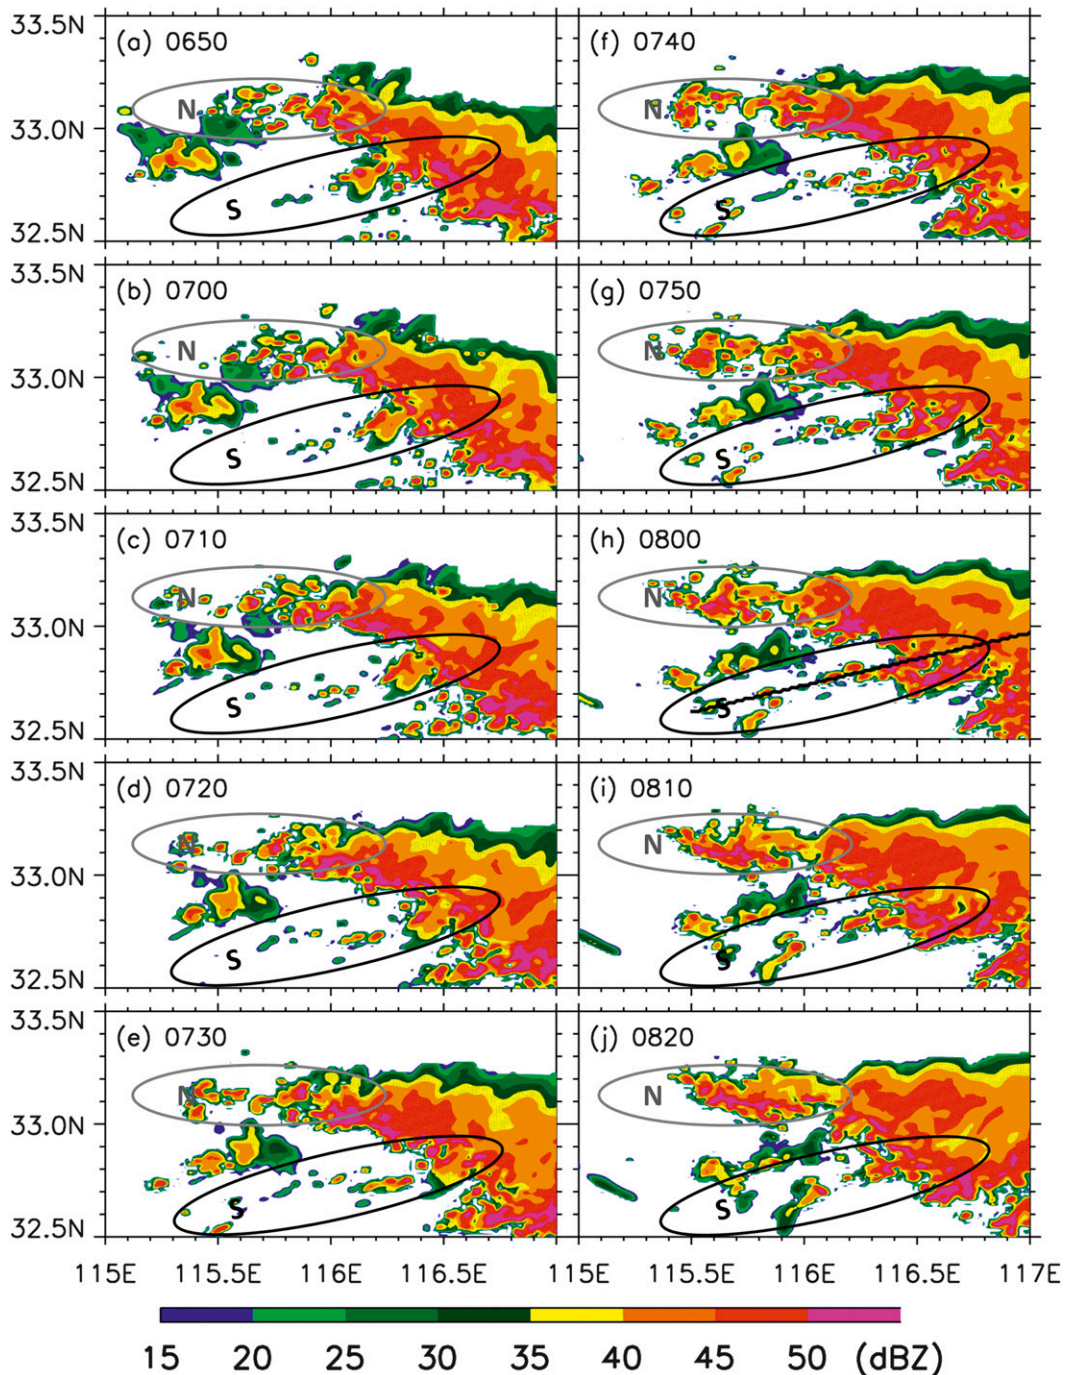 33.5N (a) 0650 (f) 0740
N N
33.0N
S S
32.5N
33.5N (b) 0700 (g) 0750
N N
33.0N
S S
32.5N
33.5N (c) 0710 (h) 0800
N N
33.0N
S S
32.5N
33.5N (d) 0720 (i) 0810
N N
33.0N
S S
32.5N
33.5N (e) 0730 (j) 0820
N N
33.0N
S S
32.5N
115E 115.5E 116E 116.5E 115E 115.5E 116E 116.5E 117E
15 20 25 30 35 40 45 50 (dBZ)